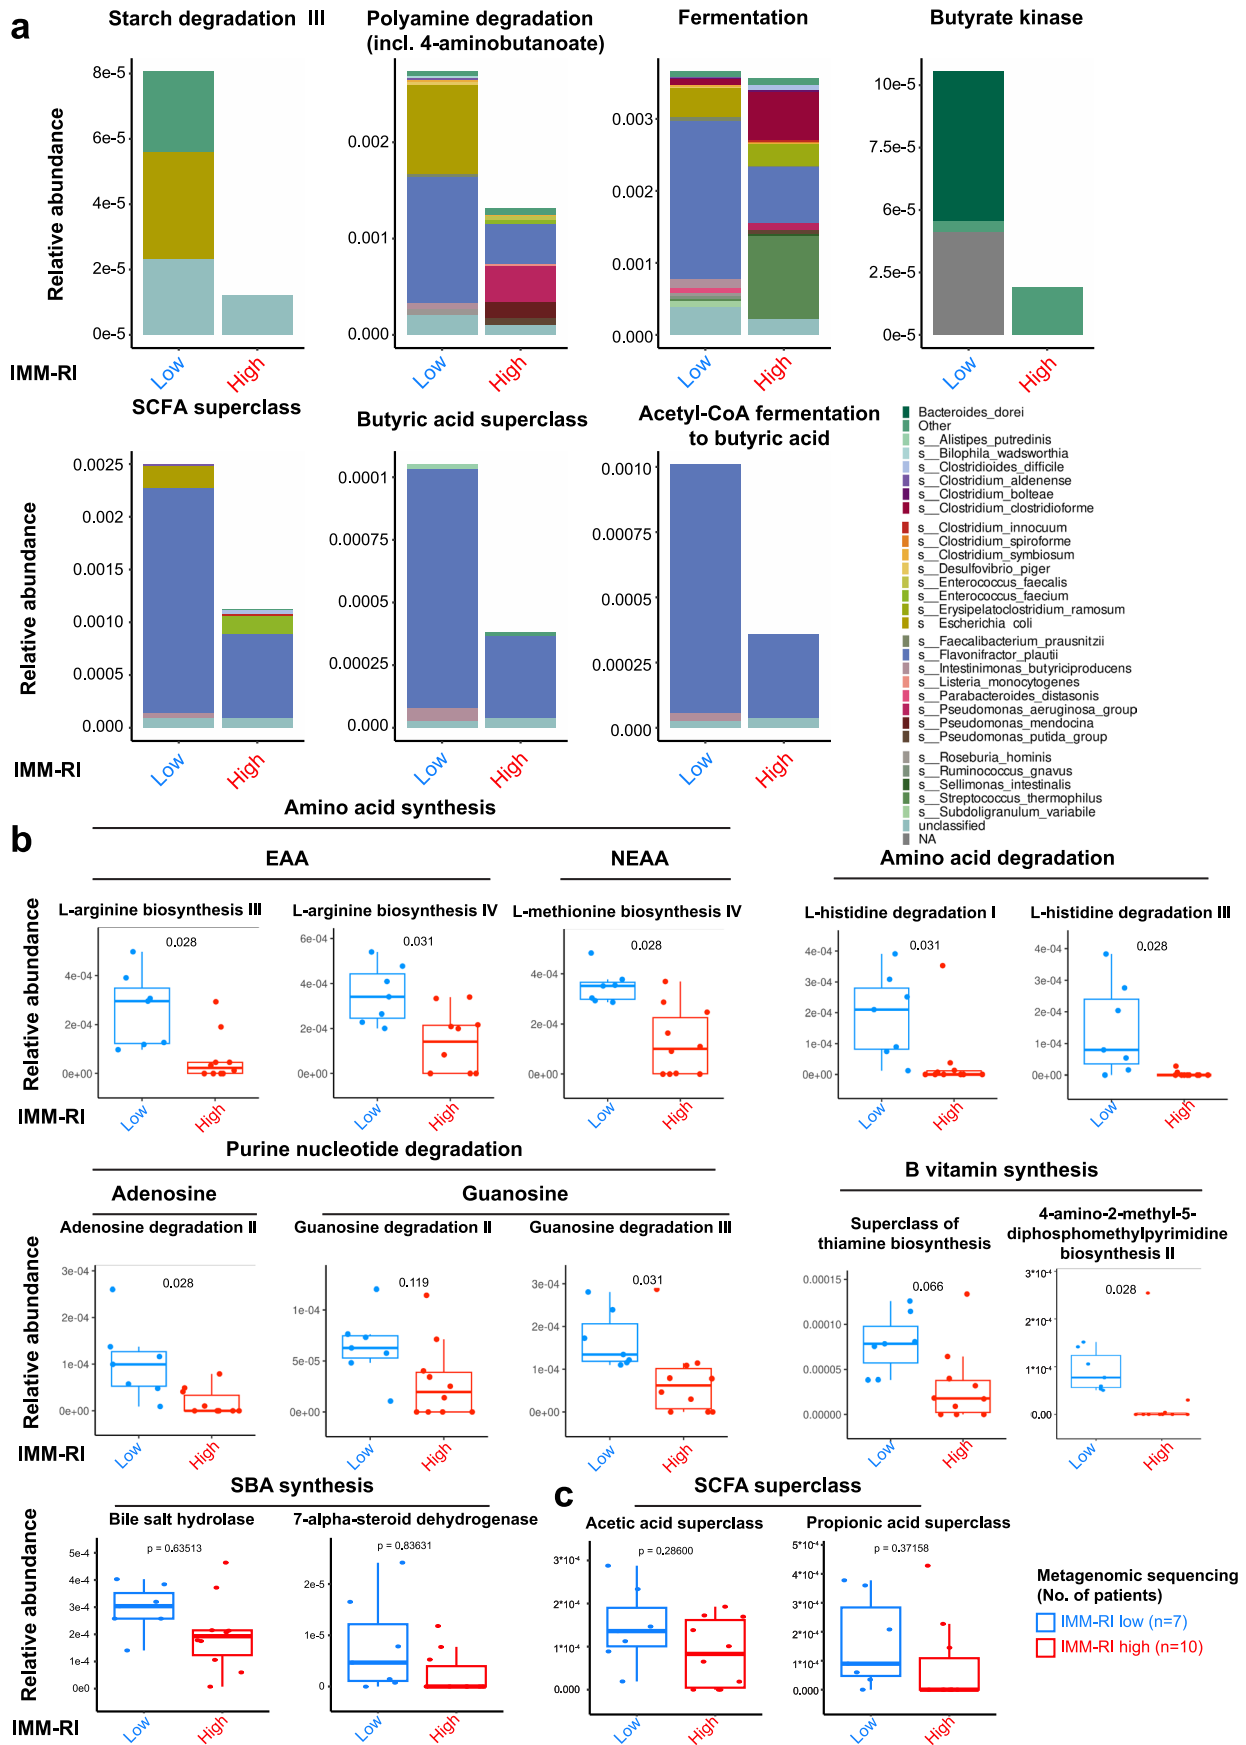 a
Starch degradation III
Polyamine degradation
(incl. 4-aminobutanoate)
Fermentation
Butyrate kinase
Relative abundance
8e-5
6e-5
4e-5
2e-5
0e-5
0.002
0.001
0.000
0.003
0.002
0.001
0.000
10e-5
7.5e-5
6e-5
2.5e-5
0e-5
IMM-RI
Low
High
Low
High
Low
High
Low
High
SCFA superclass
Butyric acid superclass
Acetyl-CoA fermentation
to butyric acid
Relative abundance
0.0025
0.002
0.0015
0.0010
0.0005
0.000
0.0001
0.00075
0.0005
0.00025
0.000
0.0010
0.00075
0.0005
0.00025
0.000
IMM-RI
Low
High
Low
High
Low
High
Bacteroides_dorei
Other
s__Alistipes_putredinis
s__Bilophila_wadsworthia
s__Clostridioides_difficile
s__Clostridium_aldenense
s__Clostridium_bolteae
s__Clostridium_clostridioforme
s__Clostridium_innocuum
s__Clostridium_spiroforme
s__Clostridium_symbiosum
s__Desulfovibrio_piger
s__Enterococcus_faecalis
s__Enterococcus_faecium
s__Erysipelatoclostridium_ramosum
s__Escherichia coli
s__Faecalibacterium_prausnitzii
s__Flavonifractor_plautii
s__Intestinimonas_butyriciproducens
s__Listeria_monocytogenes
s__Parabacteroides_distasonis
s__Pseudomonas_aeruginosa_group
s__Pseudomonas_mendocina
s__Pseudomonas_putida_group
s__Roseburia_hominis
s__Ruminococcus_gnavus
s__Sellimonas_intestinalis
s__Streptococcus_thermophilus
s__Subdoligranulum_variabile
unclassified
NA
b
Amino acid synthesis
EAA
NEAA
Amino acid degradation
L-arginine biosynthesis III
L-arginine biosynthesis IV
L-methionine biosynthesis IV
L-histidine degradation I
L-histidine degradation III
Relative abundance
0.028
4e-04
2e-04
0e+00
0.031
6e-04
4e-04
2e-04
0e+00
0.028
4e-04
2e-04
0e+00
0.031
4e-04
3e-04
2e-04
1e-04
0e+00
0.028
4e-04
3e-04
2e-04
1e-04
0e+00
IMM-RI
Low
High
Low
High
Low
High
Low
High
Low
High
Purine nucleotide degradation
B vitamin synthesis
Adenosine
Guanosine
Adenosine degradation II
Guanosine degradation II
Guanosine degradation III
Superclass of
thiamine biosynthesis
4-amino-2-methyl-5-
diphosphomethylpyrimidine
biosynthesis II
Relative abundance
0.028
3e-04
2e-04
1e-04
0e+00
0.119
1e-04
5e-05
0e+00
0.031
3e-04
2e-04
1e-04
0e+00
0.066
0.00015
0.00010
0.00005
0.00000
0.028
3*10⁻⁴
2*10⁻⁴
1*10⁻⁴
0,00
IMM-RI
Low
High
Low
High
Low
High
Low
High
Low
High
SBA synthesis
Bile salt hydrolase
7-alpha-steroid dehydrogenase
Relative abundance
p = 0.63513
5e-4
4e-4
3e-4
2e-4
1e-4
0e0
p = 0.83631
2e-5
1e-5
0
IMM-RI
Low
High
Low
High
c
SCFA superclass
Acetic acid superclass
Propionic acid superclass
p = 0.28600
3*10⁻⁴
2*10⁻⁴
1*10⁻⁴
0.000
p = 0.37158
5*10⁻⁴
4*10⁻⁴
3*10⁻⁴
2*10⁻⁴
1*10⁻⁴
0.000
Low
High
Low
High
Metagenomic sequencing
(No. of patients)
IMM-RI low (n=7)
IMM-RI high (n=10)